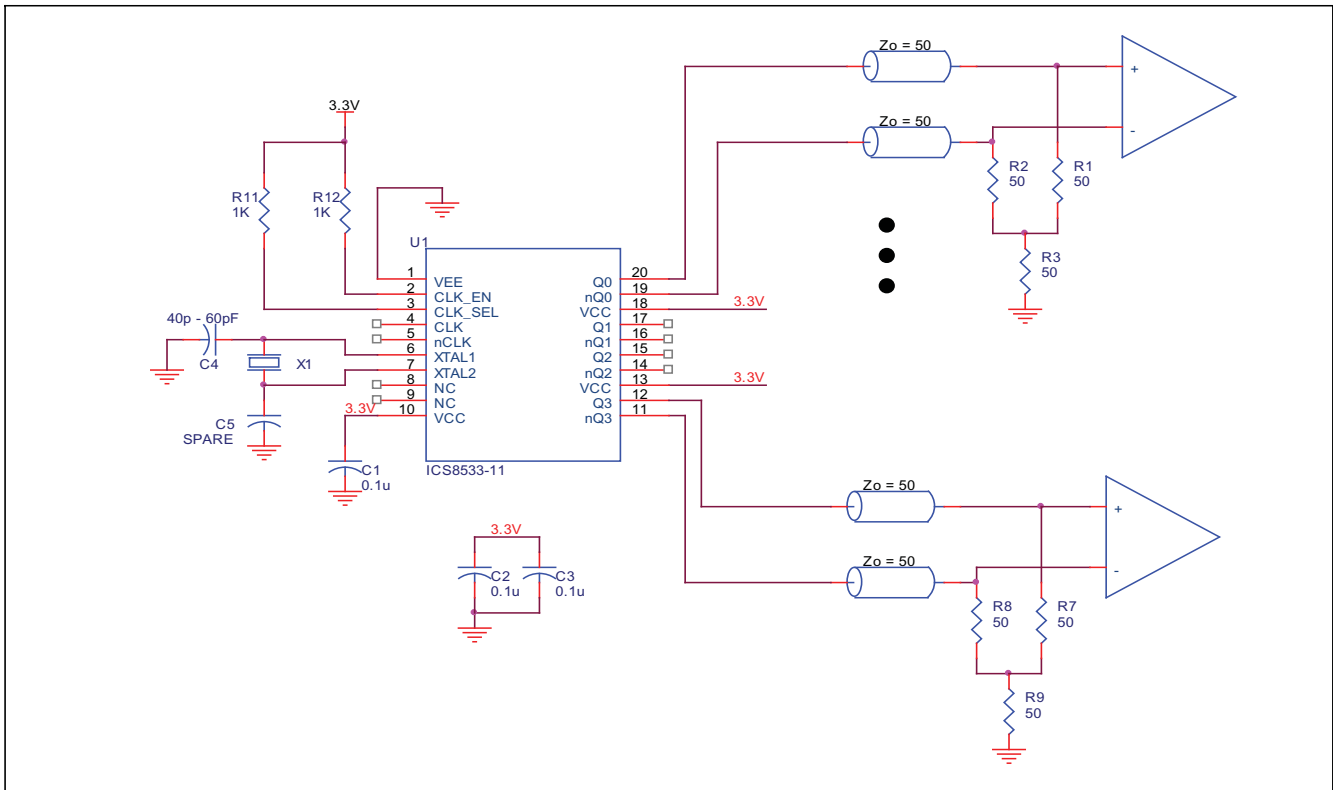 Zo = 50
+
Zo = 50
-
R2
50
R1
50
R3
50
3.3V
R11
1K
R12
1K
U1
1 VEE
2 CLK_EN
3 CLK_SEL
4 CLK
5 nCLK
6 XTAL1
7 XTAL2
8 NC
9 NC
10 VCC
Q0 20
nQ0 19
VCC 18
Q1 17
nQ1 16
Q2 15
nQ2 14
VCC 13
Q3 12
nQ3 11
ICS8533-11
3.3V
3.3V
40p - 60pF
C4
X1
C5
SPARE
3.3V
C1
0.1u
3.3V
C2
0.1u
C3
0.1u
Zo = 50
+
Zo = 50
-
R8
50
R7
50
R9
50